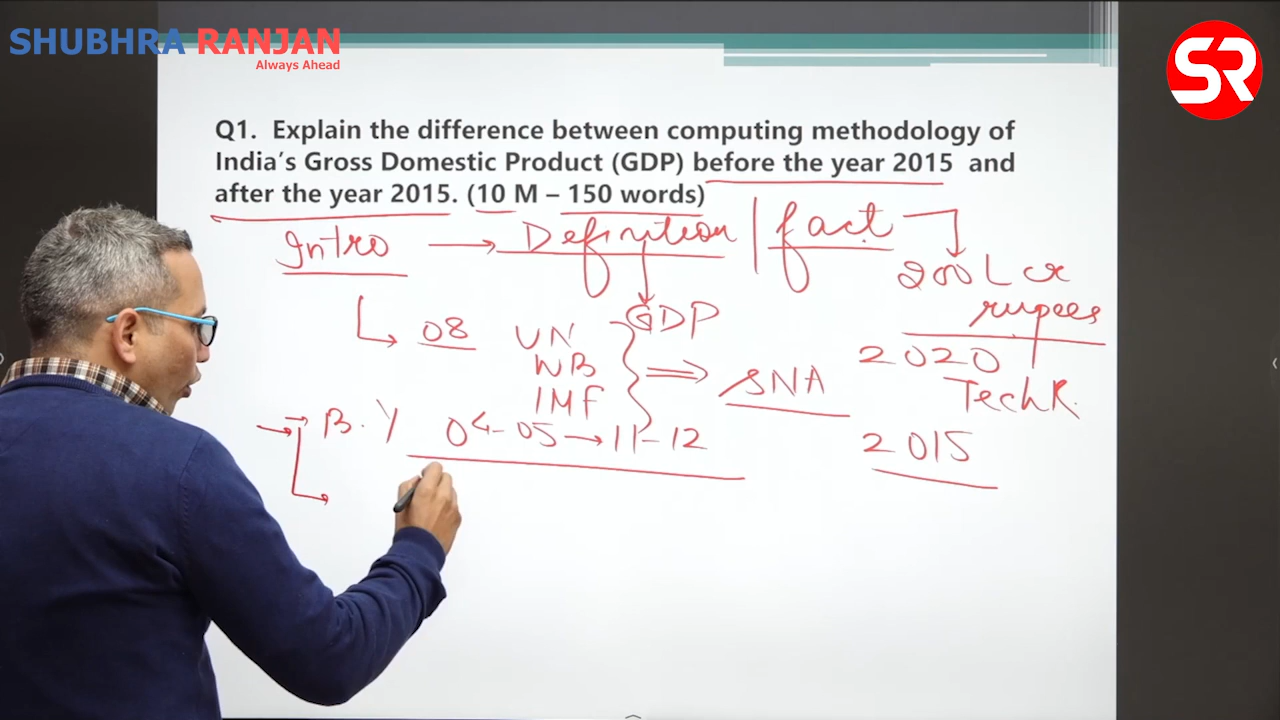 SHUBHRA RANJAN
Always Ahead
SR
Q1. Explain the difference between computing methodology of
India's Gross Domestic Product (GDP) before the year 2015 and
after the year 2015. (10 M – 150 words)
Intro → Definition | fact
200 L cr
rupees
GDP
08
UN
WB
IMF
⇒ SNA
2020
Tech R.
B.Y 04-05 → 11-12
2015